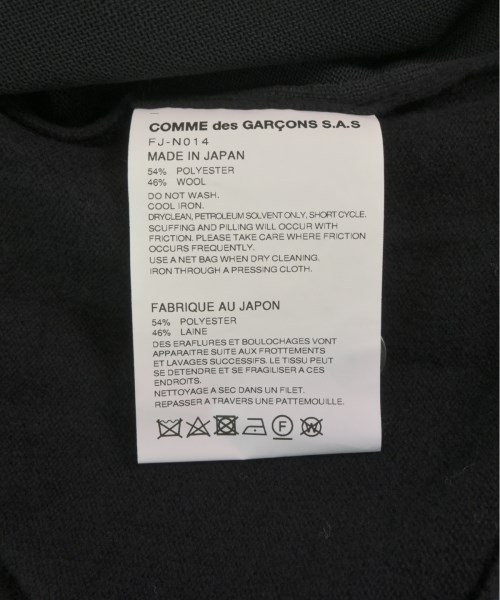 COMME des GARÇONS S.A.S
FJ-N014
MADE IN JAPAN
54% POLYESTER
46% WOOL
DO NOT WASH.
COOL IRON.
DRYCLEAN, PETROLEUM SOLVENT ONLY. SHORT CYCLE.
SCUFFING AND PILLING WILL OCCUR WITH
FRICTION. PLEASE TAKE CARE WHERE FRICTION
OCCURS FREQUENTLY.
USE A NET BAG WHEN DRY CLEANING.
IRON THROUGH A PRESSING CLOTH.
FABRIQUE AU JAPON
54% POLYESTER
46% LAINE
DES ERAFLURES ET BOULOCHAGES VONT
APPARAITRE SUITE AUX FROTTEMENTS
ET LAVAGES SUCCESSIFS. LE TISSU PEUT
SE DETENDRE ET SE FRAGILISER A CES
ENDROITS.
NETTOYAGE A SEC DANS UN FILET.
REPASSER A TRAVERS UNE PATTEMOUILLE.
F W